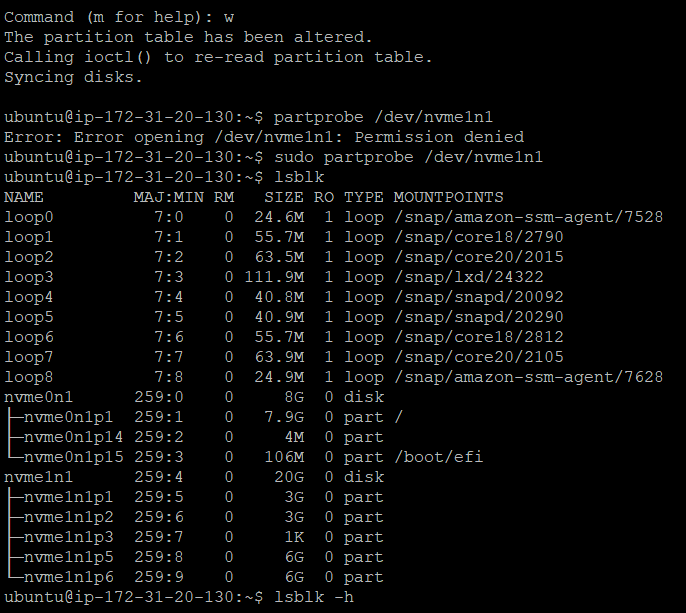 Command (m for help): w
The partition table has been altered.
Calling ioctl() to re-read partition table.
Syncing disks.
ubuntu@ip-172-31-20-130:~$ partprobe /dev/nvme1n1
Error: Error opening /dev/nvme1n1: Permission denied
ubuntu@ip-172-31-20-130:~$ sudo partprobe /dev/nvme1n1
ubuntu@ip-172-31-20-130:~$ lsblk
NAME         MAJ:MIN RM   SIZE RO TYPE MOUNTPOINTS
loop0          7:0    0  24.6M  1 loop /snap/amazon-ssm-agent/7528
loop1          7:1    0  55.7M  1 loop /snap/core18/2790
loop2          7:2    0  63.5M  1 loop /snap/core20/2015
loop3          7:3    0 111.9M  1 loop /snap/lxd/24322
loop4          7:4    0  40.8M  1 loop /snap/snapd/20092
loop5          7:5    0  40.9M  1 loop /snap/snapd/20290
loop6          7:6    0  55.7M  1 loop /snap/core18/2812
loop7          7:7    0  63.9M  1 loop /snap/core20/2105
loop8          7:8    0  24.9M  1 loop /snap/amazon-ssm-agent/7628
nvme0n1      259:0    0     8G  0 disk
├─nvme0n1p1  259:1    0   7.9G  0 part /
├─nvme0n1p14 259:2    0     4M  0 part
└─nvme0n1p15 259:3    0   106M  0 part /boot/efi
nvme1n1      259:4    0    20G  0 disk
├─nvme1n1p1  259:5    0     3G  0 part
├─nvme1n1p2  259:6    0     3G  0 part
├─nvme1n1p3  259:7    0     1K  0 part
├─nvme1n1p5  259:8    0     6G  0 part
└─nvme1n1p6  259:9    0     6G  0 part
ubuntu@ip-172-31-20-130:~$ lsblk -h